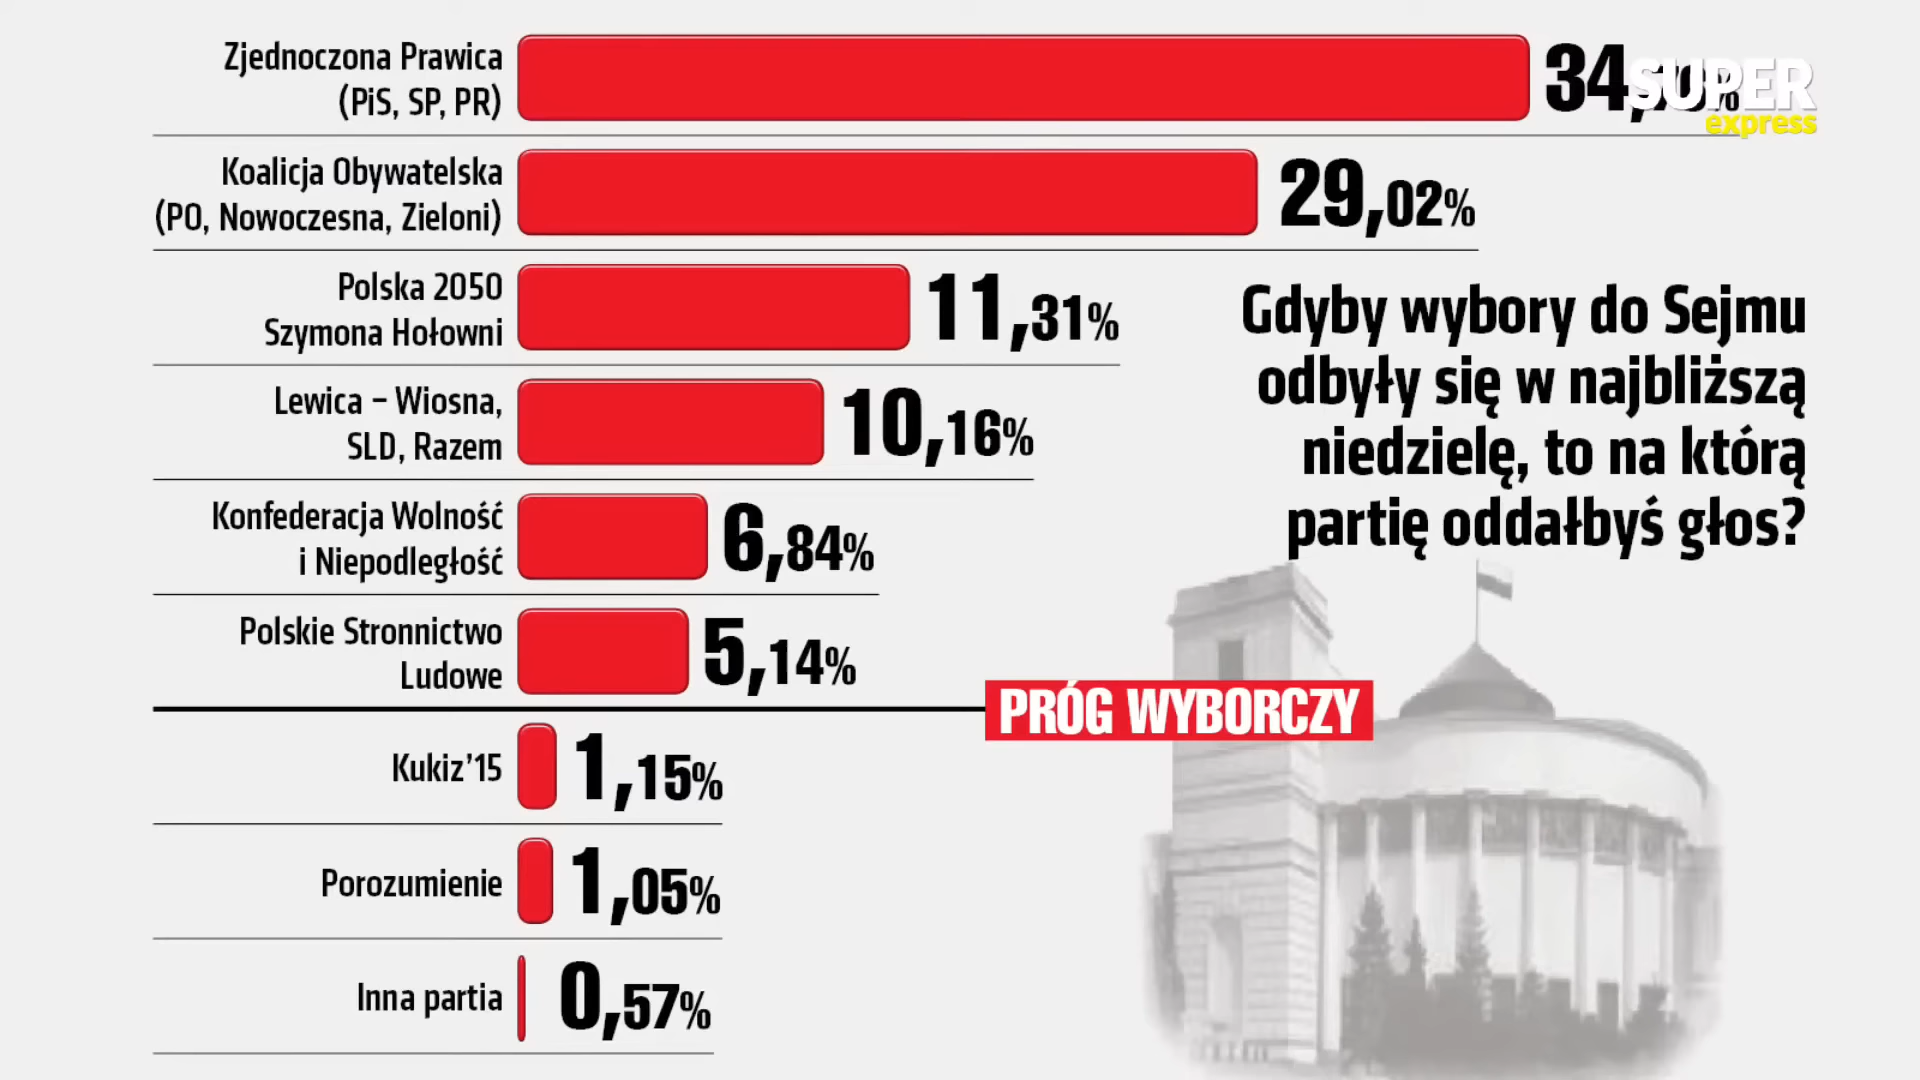 Zjednoczona Prawica
(PiS, SP, PR)
SUPER
express
Koalicja Obywatelska
(PO, Nowoczesna, Zieloni)
29,02%
Polska 2050
Szymona Hołowni
11,31%
Lewica – Wiosna,
SLD, Razem
10,16%
Konfederacja Wolność
i Niepodległość
6,84%
Polskie Stronnictwo
Ludowe
5,14%
Gdyby wybory do Sejmu
odbyły się w najbliższą
niedzielę, to na którą
partię oddałbyś głos?
PRÓG WYBORCZY
Kukiz’15
1,15%
Porozumienie
1,05%
Inna partia
0,57%